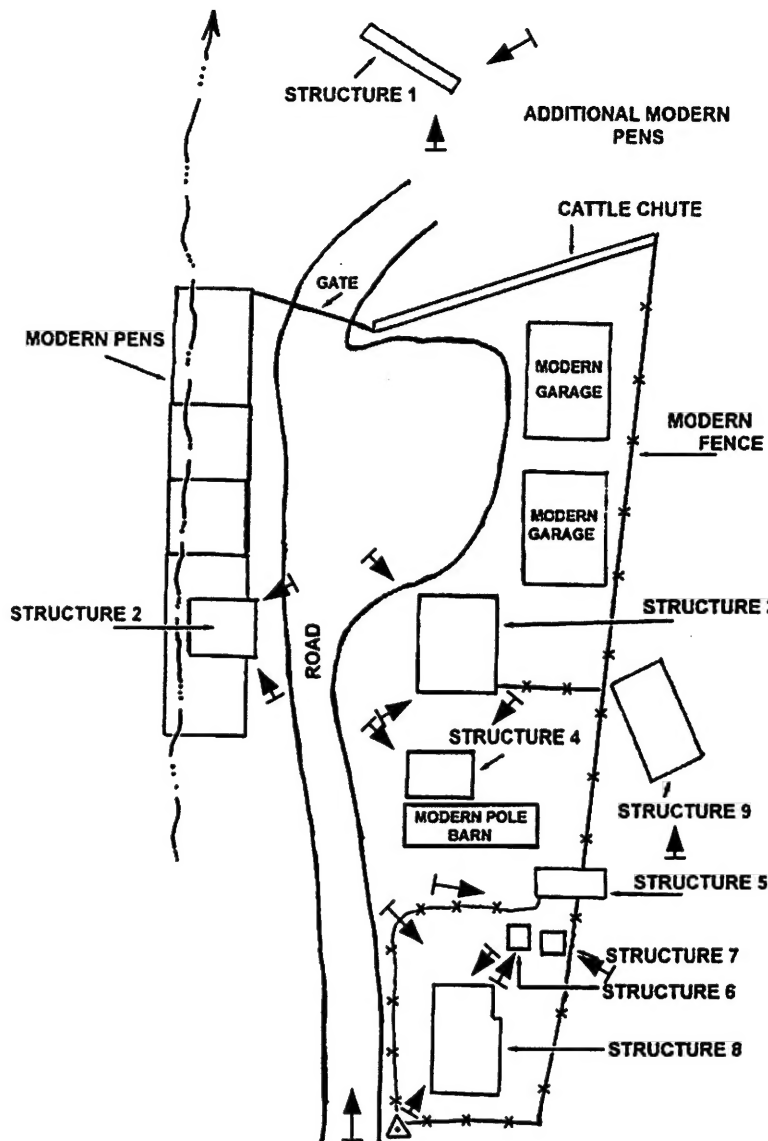 STRUCTURE 1
ADDITIONAL MODERN
PENS
CATTLE CHUTE
GATE
MODERN PENS
MODERN
GARAGE
MODERN
FENCE
MODERN
GARAGE
STRUCTURE 2
STRUCTURE
ROAD
STRUCTURE 4
STRUCTURE 9
MODERN POLE
BARN
STRUCTURE 5
STRUCTURE 7
STRUCTURE 6
STRUCTURE 8